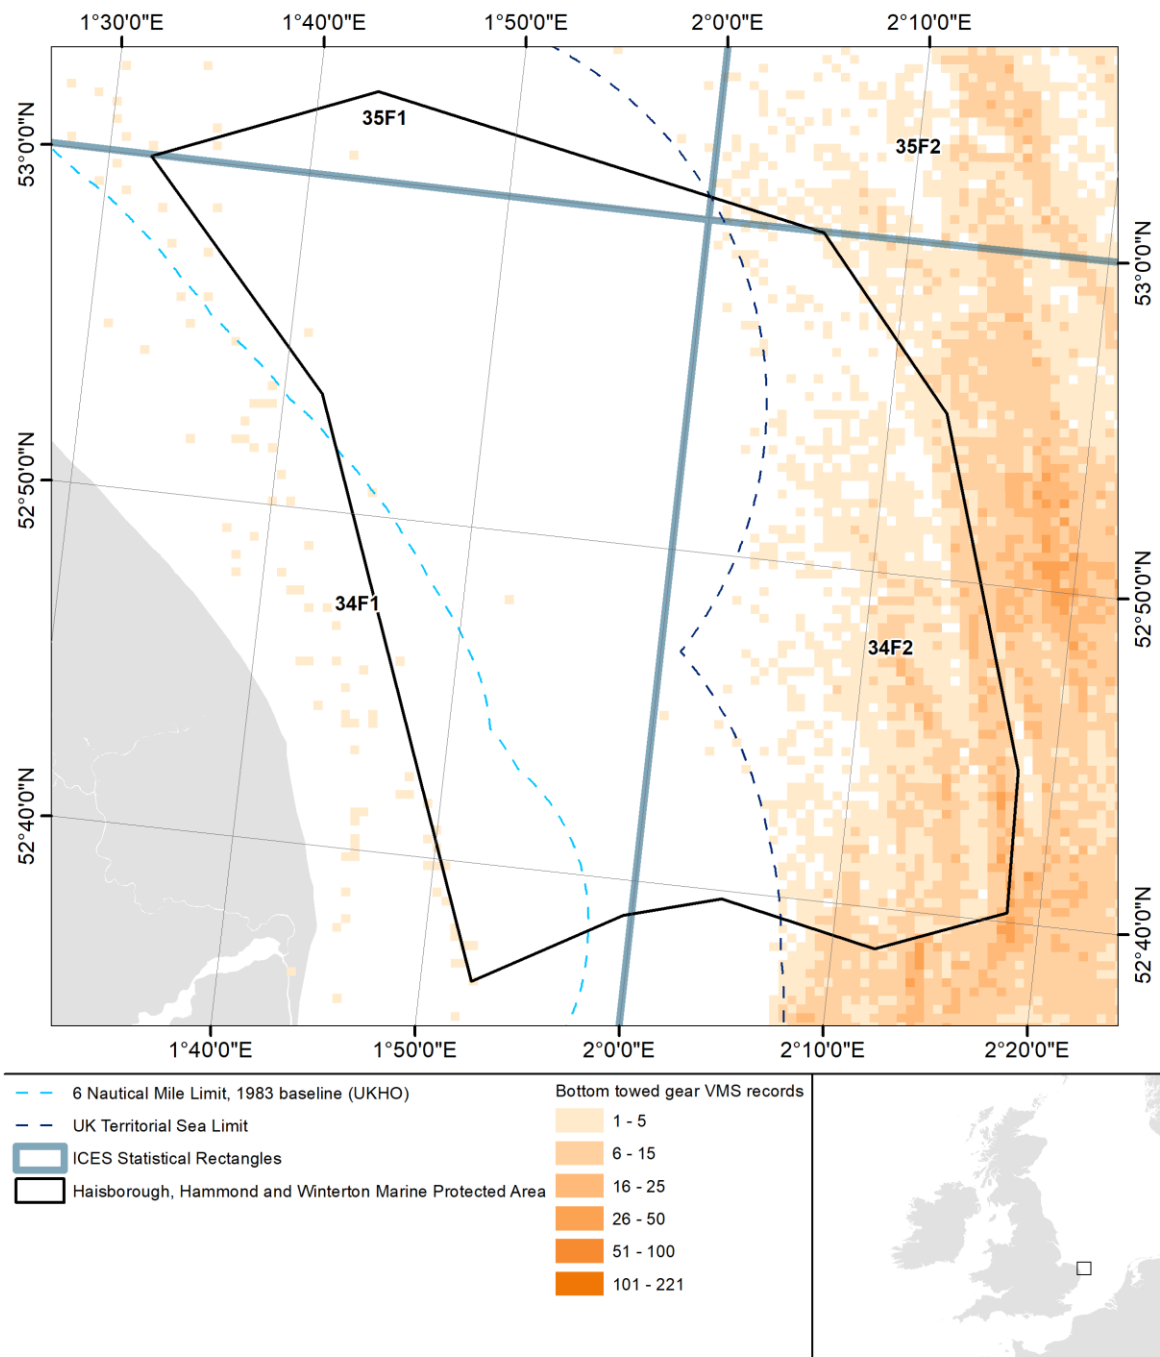 1°30'0"E 1°40'0"E 1°50'0"E 2°0'0"E 2°10'0"E
35F1
35F2
53°0'0"N
53°0'0"N
52°50'0"N
52°50'0"N
34F1
34F2
52°40'0"N
52°40'0"N
1°40'0"E 1°50'0"E 2°00'0"E 2°10'0"E 2°20'0"E
6 Nautical Mile Limit, 1983 baseline (UKHO)
UK Territorial Sea Limit
ICES Statistical Rectangles
Haisborough, Hammond and Winterton Marine Protected Area
Bottom towed gear VMS records
1 - 5
6 - 15
16 - 25
26 - 50
51 - 100
101 - 221